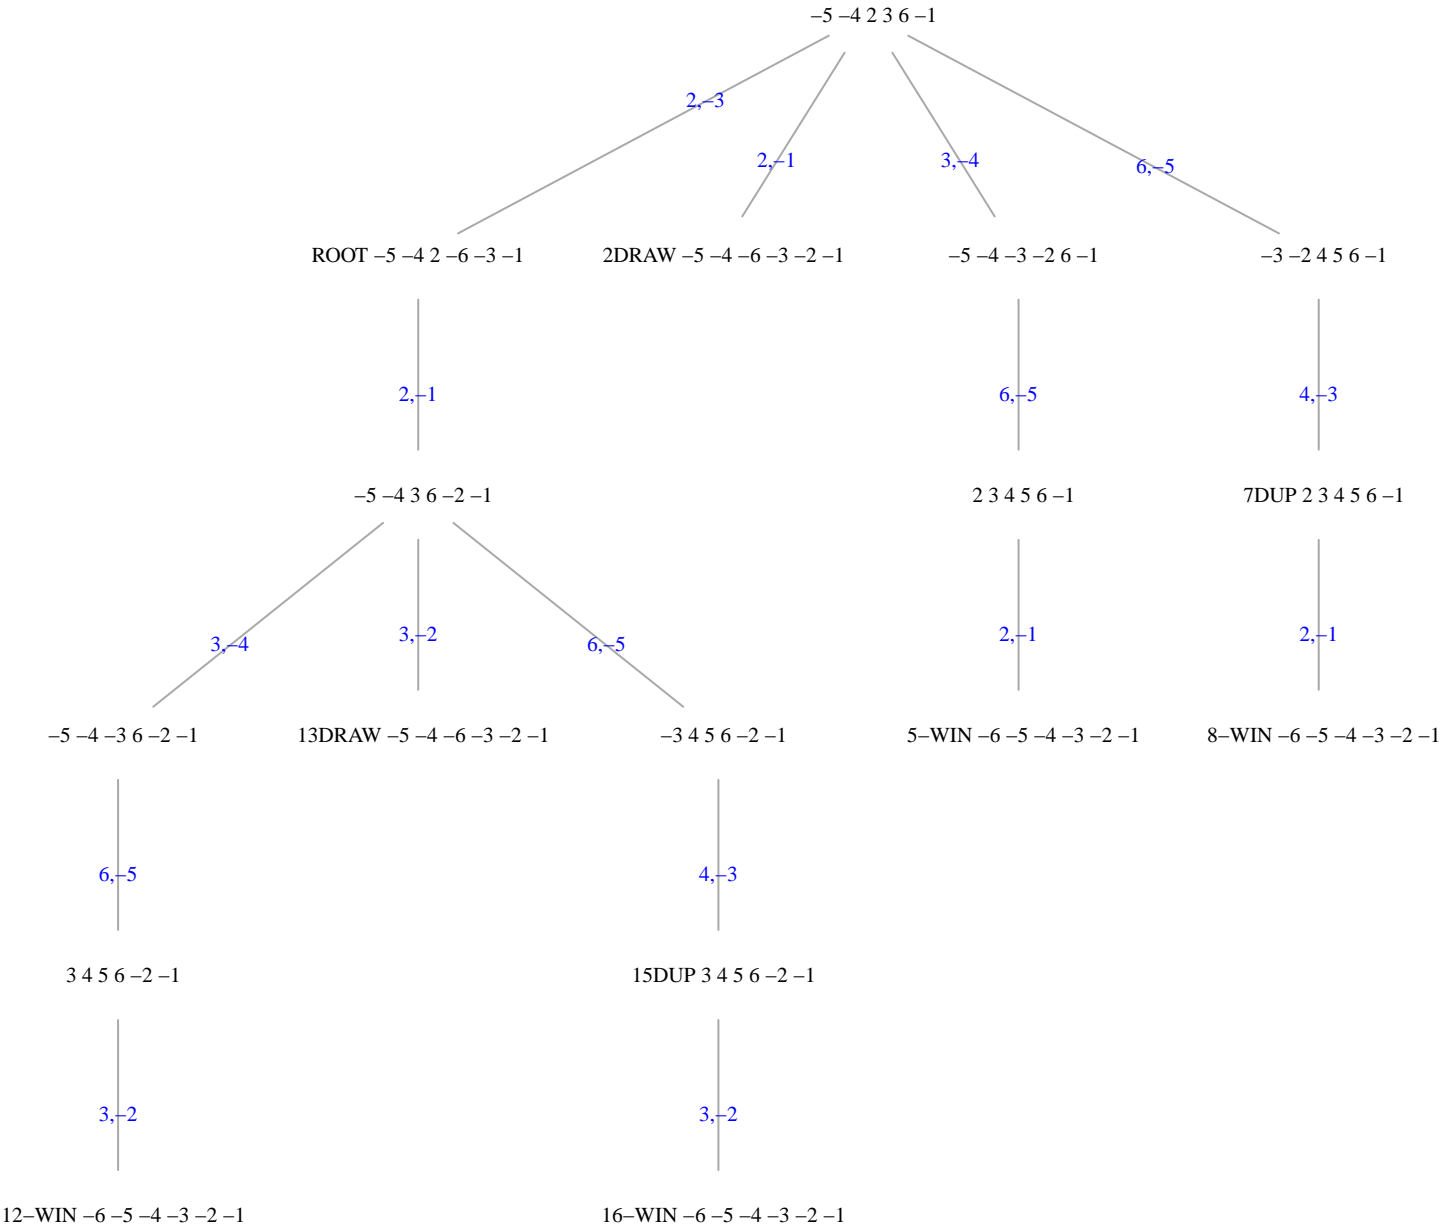 –5 –4 2 3 6 –1
2,–3
2,–1
3,–4
6,–5
ROOT –5 –4 2 –6 –3 –1
2DRAW –5 –4 –6 –3 –2 –1
–5 –4 –3 –2 6 –1
–3 –2 4 5 6 –1
2,–1
6,–5
4,–3
–5 –4 3 6 –2 –1
2 3 4 5 6 –1
7DUP 2 3 4 5 6 –1
3,–4
3,–2
6,–5
2,–1
2,–1
–5 –4 –3 6 –2 –1
13DRAW –5 –4 –6 –3 –2 –1
–3 4 5 6 –2 –1
5–WIN –6 –5 –4 –3 –2 –1
8–WIN –6 –5 –4 –3 –2 –1
6,–5
4,–3
3 4 5 6 –2 –1
15DUP 3 4 5 6 –2 –1
3,–2
3,–2
12–WIN –6 –5 –4 –3 –2 –1
16–WIN –6 –5 –4 –3 –2 –1